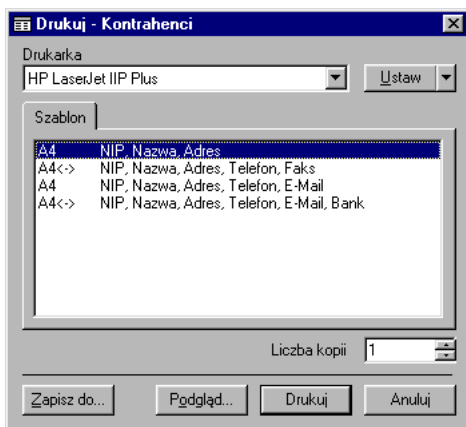 Drukuj - Kontrahenci
Drukarka
HP LaserJet IIP Plus
Ustaw
Szablon
A4 NIP, Nazwa, Adres
A4<-> NIP, Nazwa, Adres, Telefon, Faks
A4 NIP, Nazwa, Adres, Telefon, E-Mail
A4<-> NIP, Nazwa, Adres, Telefon, E-Mail, Bank
Liczba kopii 1
Zapisz do... Podgląd... Drukuj Anuluj